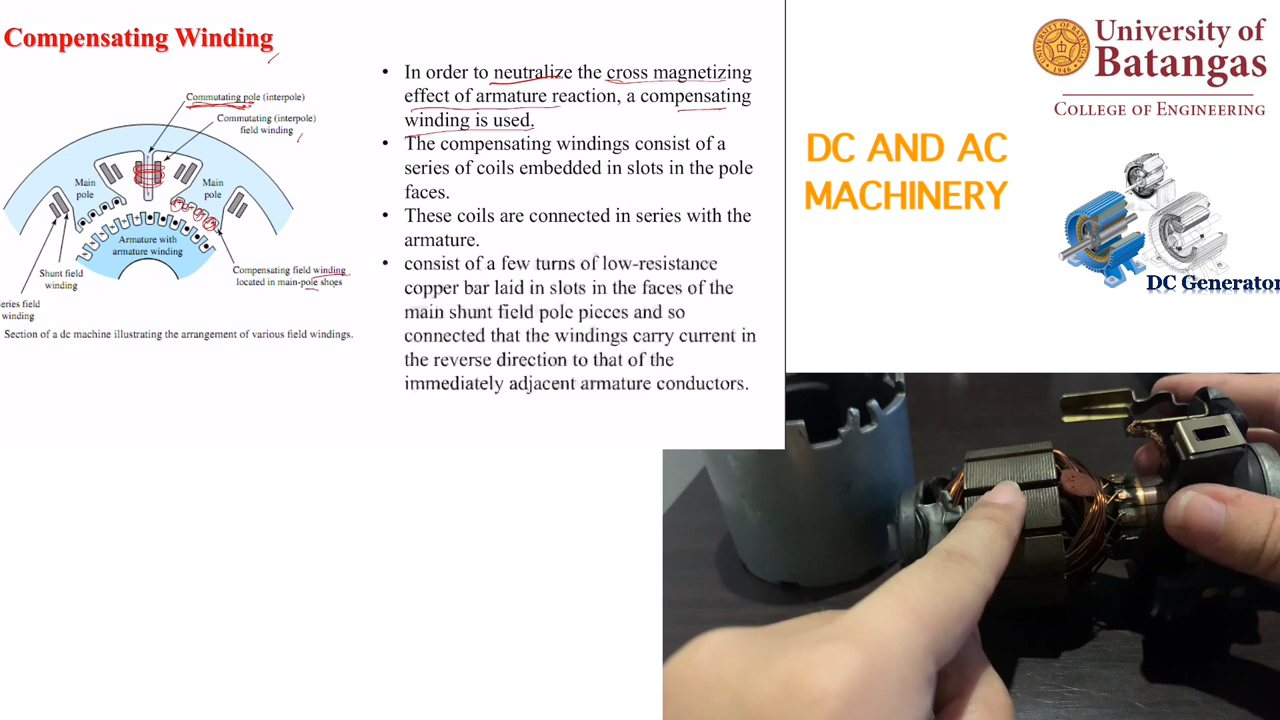 Compensating Winding
Commutating pole (interpole)
Commutating (interpole)
field winding
Main
pole
Main
pole
Armature with
armature winding
Shunt field
winding
Compensating field winding
located in main-pole shoes
eries field
winding
Section of a dc machine illustrating the arrangement of various field windings.
• In order to neutralize the cross magnetizing
effect of armature reaction, a compensating
winding is used.
• The compensating windings consist of a
series of coils embedded in slots in the pole
faces.
• These coils are connected in series with the
armature.
• consist of a few turns of low-resistance
copper bar laid in slots in the faces of the
main shunt field pole pieces and so
connected that the windings carry current in
the reverse direction to that of the
immediately adjacent armature conductors.
University of
Batangas
COLLEGE OF ENGINEERING
1946
DC AND AC
MACHINERY
DC Generator